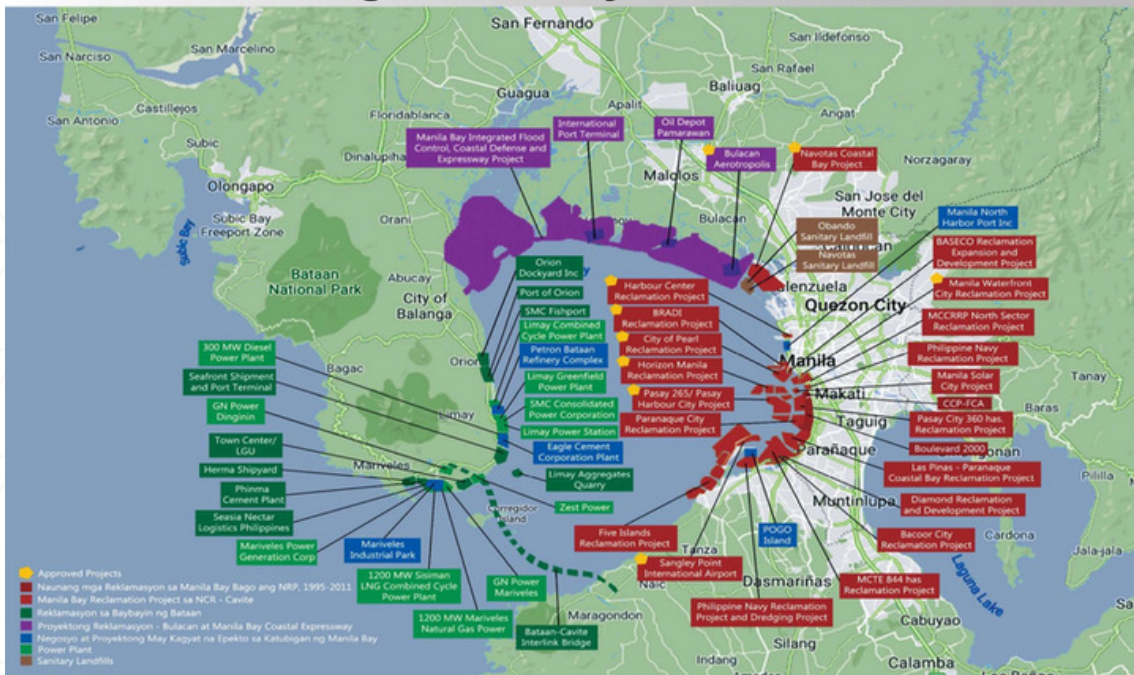 San Felipe
San Fernando
San Ildefonso
San Marcelino
San Narciso
San Rafael
Guagua
Baliuag
Castillejos
Apalit
San Antonio
Floridablanca
Angat
Subic
Dinalupiha
Malolos
Norzagaray
Olongapo
Subic Bay
Freeport Zone
Subic Bay
Orani
Bulacan
San Jose del
Monte City
Manila Bay Integrated Flood
Control, Coastal Defense and
Expressway Project
International
Port Terminal
Oil Depot
Pamarawan
Bulacan
Aerotropolis
Navotas Coastal
Bay Project
Obando
Sanitary Landfill
Navotas
Sanitary Landfill
Manila North
Harbor Port Inc
BASECO Reclamation
Expansion and
Development Project
Manila Waterfront
City Reclamation Project
MCCRRP North Sector
Reclamation Project
Philippine Navy
Reclamation Project
Manila Solar
City Project
CCP-FCA
Pasay City 360 has.
Reclamation Project
Boulevard 2000
Las Pinas - Paranaque
Coastal Bay Reclamation Project
Diamond Reclamation
and Development Project
Bacoor City
Reclamation Project
MCTE 844 has
Reclamation Project
Bataan
National Park
Abucay
City of
Balanga
Orion
Bagac
Limay
Mariveles
Corregidor
Island
Orion
Dockyard Inc
Port of Orion
SMC Fishport
Limay Combined
Cycle Power Plant
Petron Bataan
Refinery Complex
Limay Greenfield
Power Plant
SMC Consolidated
Power Corporation
Limay Power Station
Eagle Cement
Corporation Plant
Limay Aggregates
Quarry
Zest Power
Harbour Center
Reclamation Project
BRADI
Reclamation Project
City of Pearl
Reclamation Project
Horizon Manila
Reclamation Project
Pasay 265/ Pasay
Harbour City Project
Paranaque City
Reclamation Project
alenzuela
Quezon City
Manila
Makati
Taguig
Parañaque
Muntinlupa
Tanay
Baras
Pililla
Cardona
Jala-jala
Laguna Lake
300 MW Diesel
Power Plant
Seafront Shipment
and Port Terminal
GN Power
Dinginin
Town Center/
LGU
Herma Shipyard
Phinma
Cement Plant
Seasia Nectar
Logistics Philippines
Mariveles Power
Generation Corp
Mariveles
Industrial Park
1200 MW Sisiman
LNG Combined Cycle
Power Plant
1200 MW Mariveles
Natural Gas Power
GN Power
Mariveles
Bataan-Cavite
Interlink Bridge
Five Islands
Reclamation Project
Sangley Point
International Airport
POGO
Island
Philippine Navy Reclamation
Project and Dredging Project
Tanza
Naic
Dasmariñas
Maragondon
Silang
Indang
Cabuyao
Calamba
Approved Projects
Naunang mga Reklamasyon sa Manila Bay Bago ang NRP, 1995-2011
Manila Bay Reclamation Project sa NCR - Cavite
Reklamasyon sa Baybayin ng Bataan
Proyektong Reklamasyon - Bulacan at Manila Bay Coastal Expressway
Negosyo at Proyektong May Kagyat na Epekto sa Katubigan ng Manila Bay
Power Plant
Sanitary Landfills